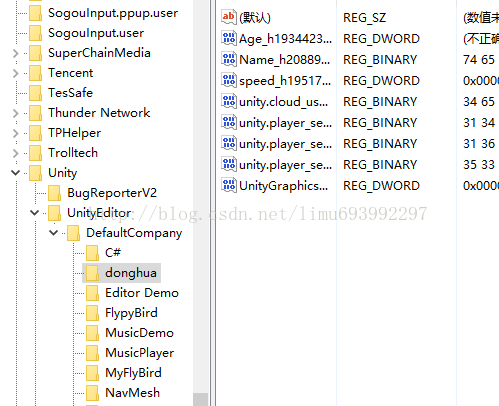 SogouInput.ppup.user
SogouInput.user
SuperChainMedia
Tencent
TesSafe
Thunder Network
TPHelper
Trolltech
Unity
BugReporterV2
UnityEditor
DefaultCompany
C#
donghua
Editor Demo
FlypyBird
MusicDemo
MusicPlayer
MyFlyBird
NavMesh
(默认) REG_SZ (数值未
Age_h1934423... REG_DWORD (不正确
Name_h20889... REG_BINARY 74 65
speed_h19517... REG_DWORD 0x000
unity.cloud_us... REG_BINARY 34 65
unity.player_se... REG_BINARY 31 34
unity.player_se... REG_BINARY 31 36
unity.player_se... REG_BINARY 35 33
UnityGraphics... REG_DWORD 0x000
http://blog.csdn.net/limu693992297